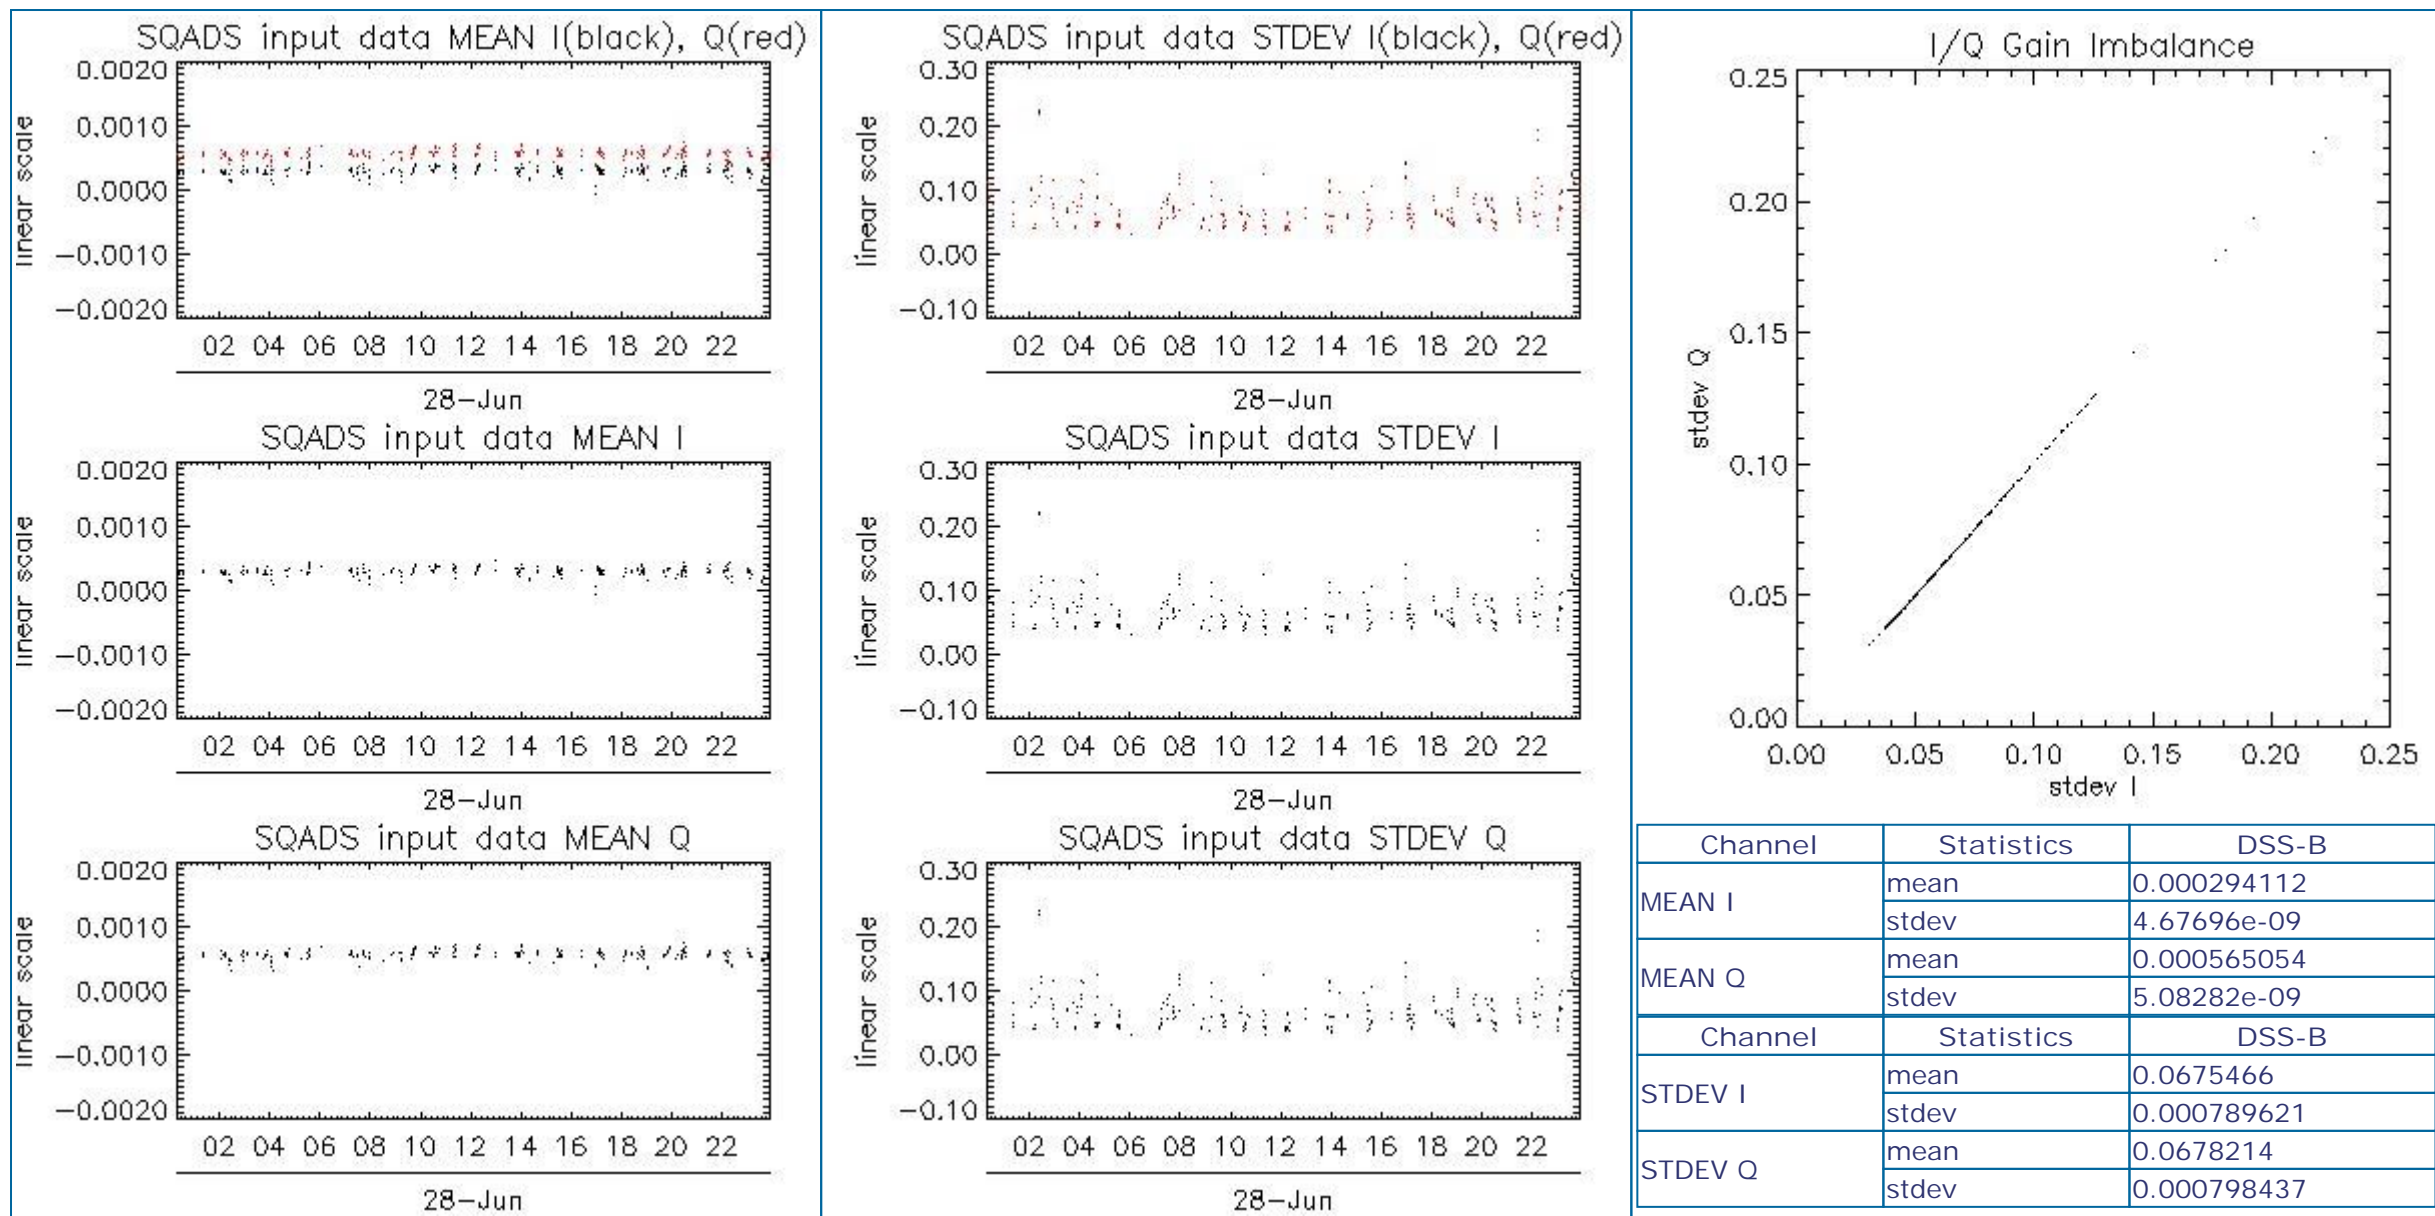 SQADS input data MEAN I(black), Q(red)
linear scale
0.0020
0.0010
0.0000
−0.0010
−0.0020
02 04 06 08 10 12 14 16 18 20 22
28−Jun
SQADS input data MEAN I
linear scale
0.0020
0.0010
0.0000
−0.0010
−0.0020
02 04 06 08 10 12 14 16 18 20 22
28−Jun
SQADS input data MEAN Q
linear scale
0.0020
0.0010
0.0000
−0.0010
−0.0020
02 04 06 08 10 12 14 16 18 20 22
28−Jun
SQADS input data STDEV I(black), Q(red)
linear scale
0.30
0.20
0.10
0.00
−0.10
02 04 06 08 10 12 14 16 18 20 22
28−Jun
SQADS input data STDEV I
linear scale
0.30
0.20
0.10
0.00
−0.10
02 04 06 08 10 12 14 16 18 20 22
28−Jun
SQADS input data STDEV Q
linear scale
0.30
0.20
0.10
0.00
−0.10
02 04 06 08 10 12 14 16 18 20 22
28−Jun
I/Q Gain Imbalance
stdev Q
0.25
0.20
0.15
0.10
0.05
0.00
0.00 0.05 0.10 0.15 0.20 0.25
stdev I
Channel Statistics DSS-B
MEAN I mean 0.000294112
stdev 4.67696e-09
MEAN Q mean 0.000565054
stdev 5.08282e-09
Channel Statistics DSS-B
STDEV I mean 0.0675466
stdev 0.000789621
STDEV Q mean 0.0678214
stdev 0.000798437